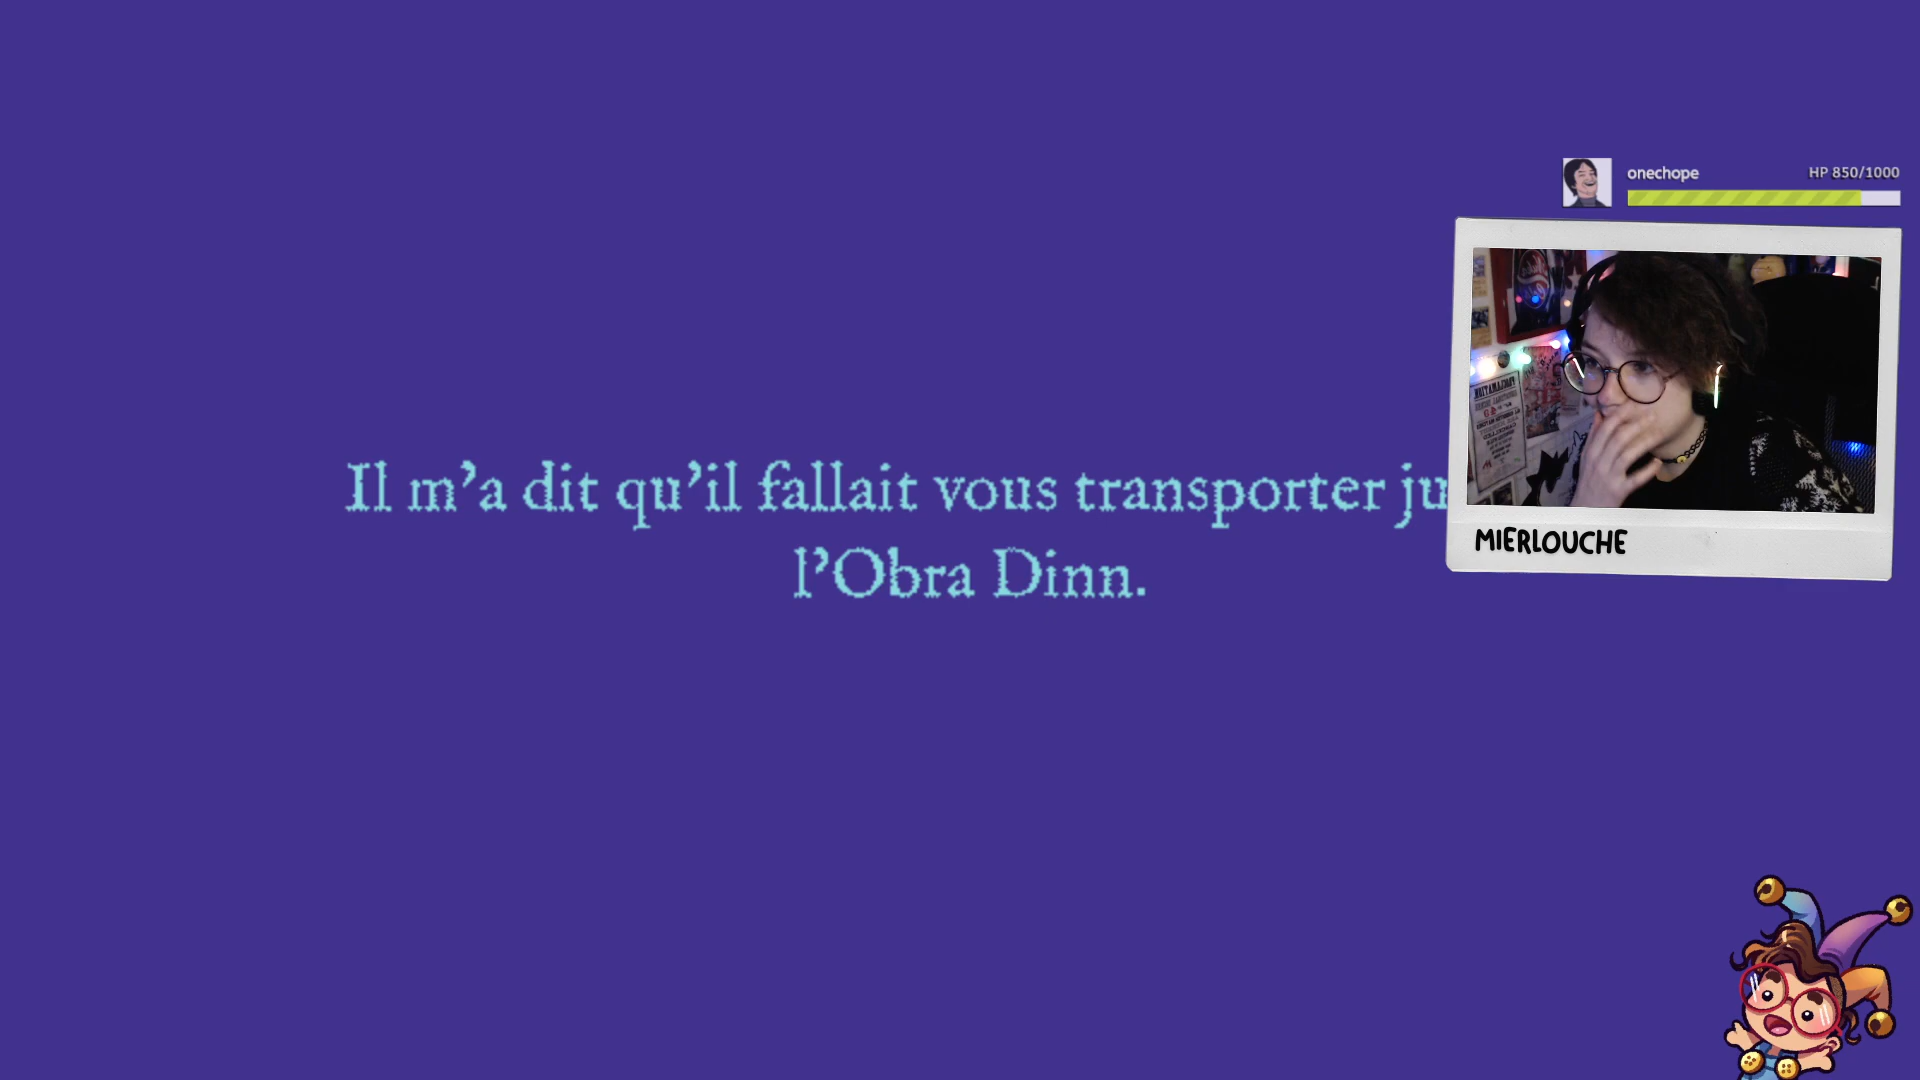 onechope HP 850/1000
Il m’a dit qu’il fallait vous transporter ju
l’Obra Dinn.
MIERLOUCHE